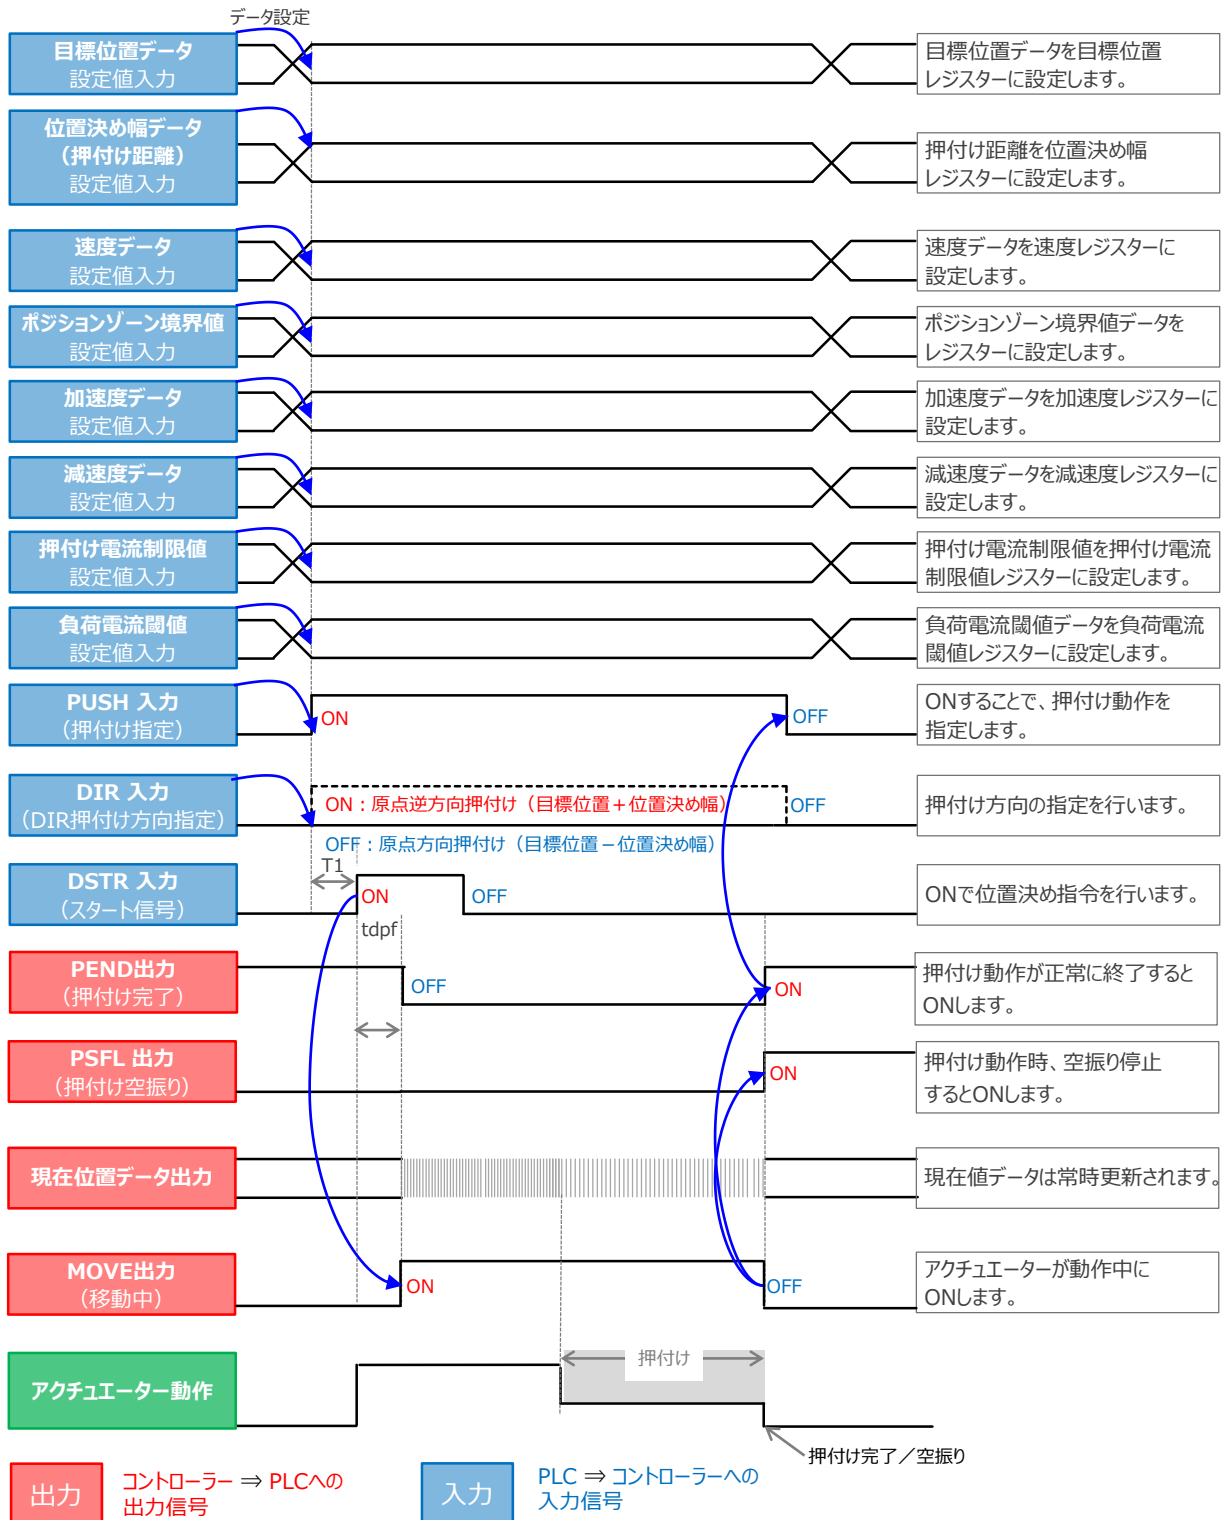 データ設定
目標位置データ
設定値入力
目標位置データを目標位置
レジスターに設定します。
位置決め幅データ
（押付け距離）
設定値入力
押付け距離を位置決め幅
レジスターに設定します。
速度データ
設定値入力
速度データを速度レジスターに
設定します。
ポジションゾーン境界値
設定値入力
ポジションゾーン境界値データを
レジスターに設定します。
加速度データ
設定値入力
加速度データを加速度レジスターに
設定します。
減速度データ
設定値入力
減速度データを減速度レジスターに
設定します。
押付け電流制限値
設定値入力
押付け電流制限値を押付け電流
制限値レジスターに設定します。
負荷電流閾値
設定値入力
負荷電流閾値データを負荷電流
閾値レジスターに設定します。
PUSH 入力
（押付け指定）
ON
OFF
ONすることで、押付け動作を
指定します。
DIR 入力
（DIR押付け方向指定）
ON：原点逆方向押付け（目標位置＋位置決め幅）
OFF
OFF：原点方向押付け（目標位置－位置決め幅）
押付け方向の指定を行います。
T1
DSTR 入力
（スタート信号）
ON
OFF
ONで位置決め指令を行います。
tdpf
PEND出力
（押付け完了）
OFF
ON
押付け動作が正常に終了すると
ONします。
PSFL 出力
（押付け空振り）
ON
押付け動作時、空振り停止
するとONします。
現在位置データ出力
現在値データは常時更新されます。
MOVE出力
（移動中）
ON
OFF
アクチュエーターが動作中に
ONします。
アクチュエーター動作
押付け
押付け完了／空振り
出力
コントローラー ⇒ PLCへの
出力信号
入力
PLC ⇒ コントローラーへの
入力信号